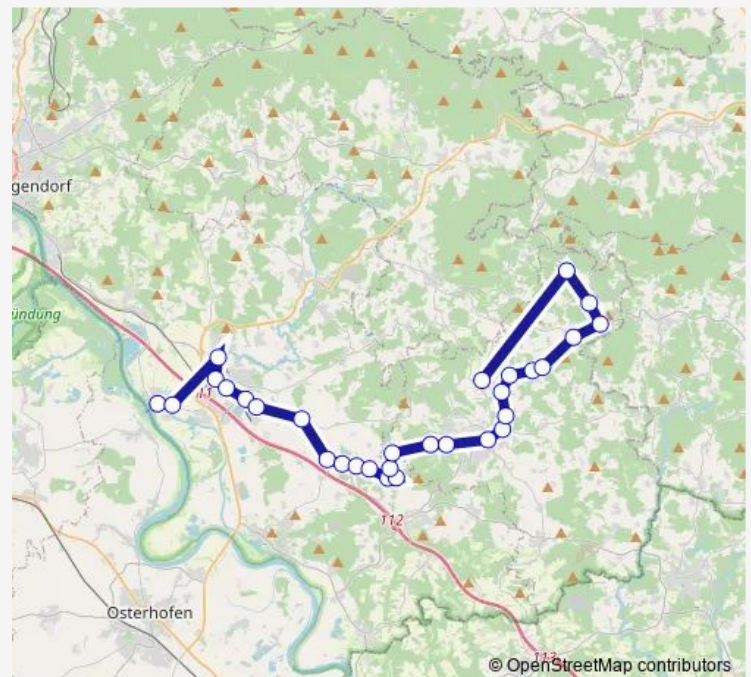 gendorf
ündung
11
112
Osterhofen
113
© OpenStreetMap contributors